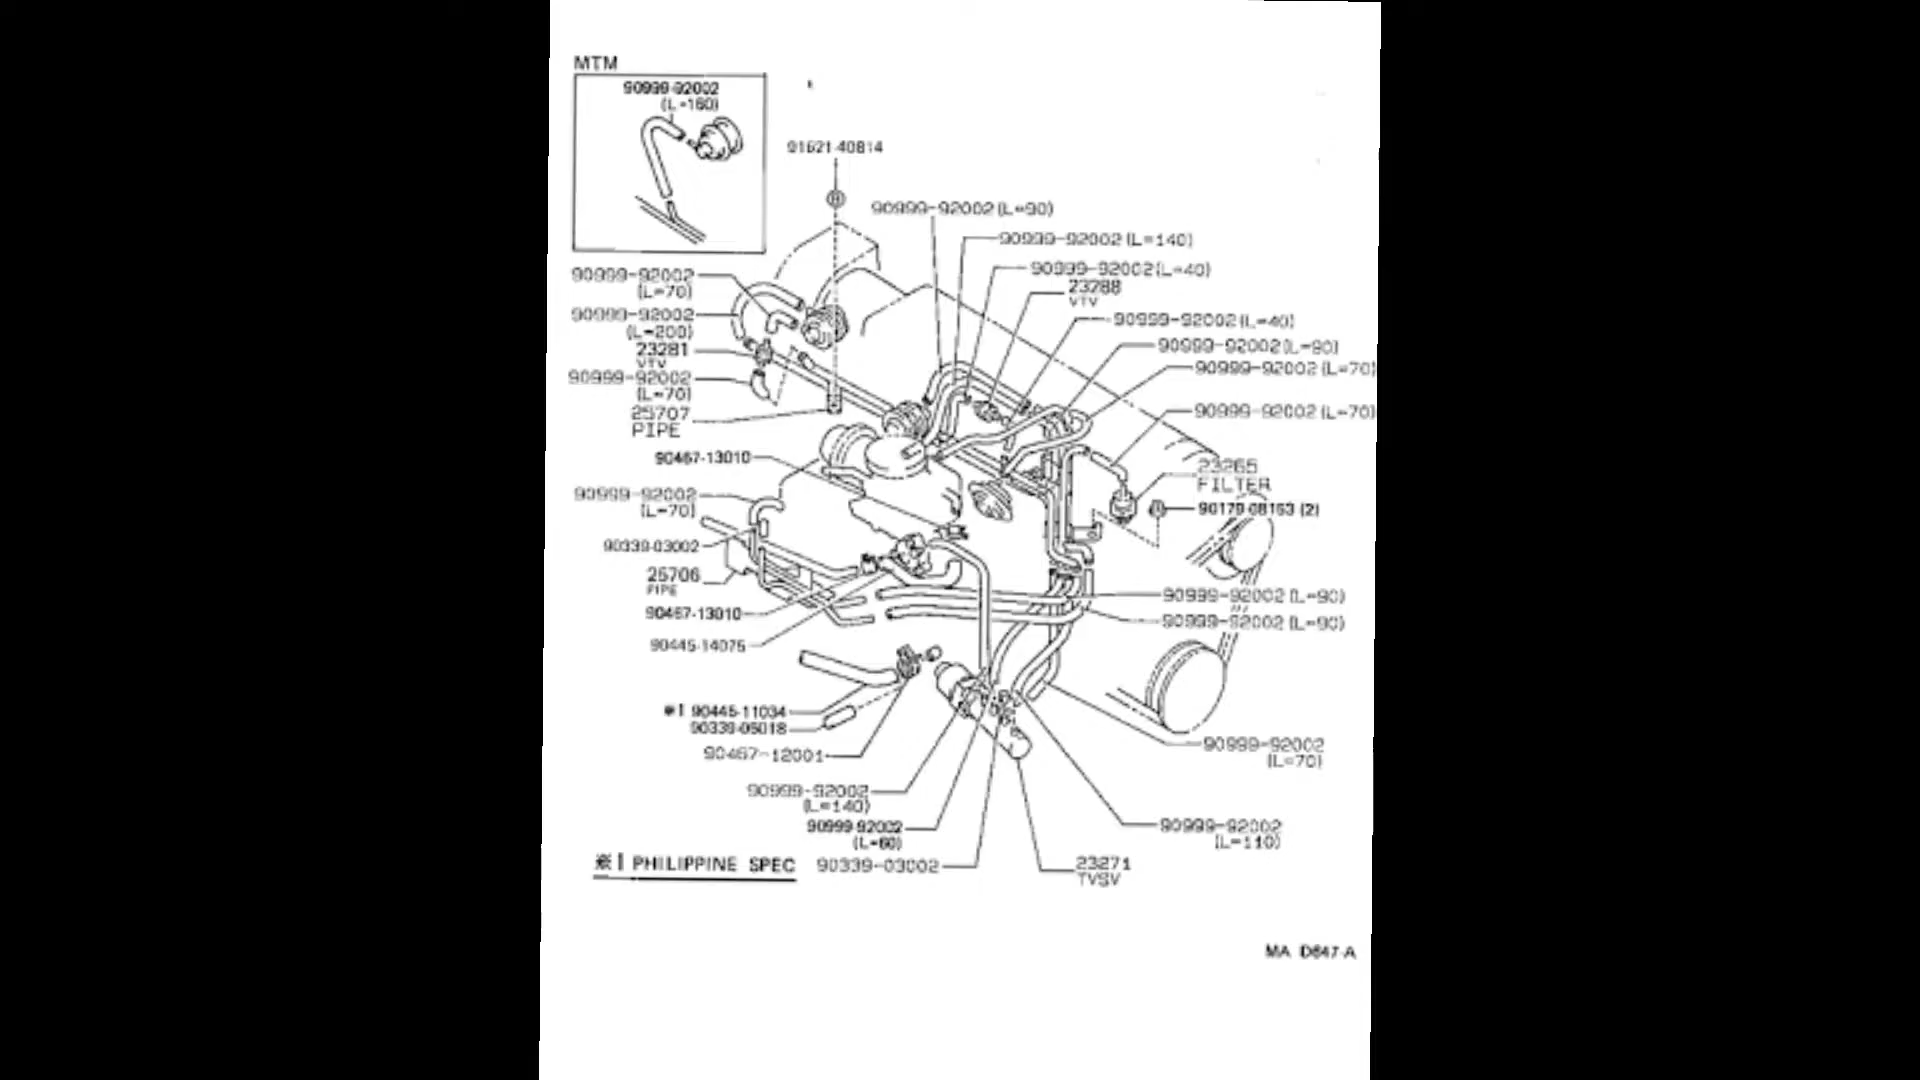 MTM
90999-92002
(L=160)
91621-40814
90999-92002 (L=90)
90999-92002 (L=140)
90999-92002 (L=40)
23288
VTV
90999-92002 (L=40)
90999-92002 (L=90)
90999-92002 (L=70)
90999-92002 (L=70)
23265
FILTER
90179-08153 (2)
90999-92002
(L=70)
90999-92002
(L=200)
23281
VTV
90999-92002
(L=70)
25707
PIPE
90467-13010
90999-92002
(L=70)
90339-03002
25706
PIPE
90467-13010
90445-14075
90999-92002 (L=90)
90999-92002 (L=90)
※1 90445-11034
90339-05018
90467-12001
90999-92002
(L=70)
90999-92002
(L=140)
90999-92002
(L=60)
90339-03002
90999-92002
(L=110)
23271
TVSV
※1 PHILIPPINE SPEC
MA D647-A